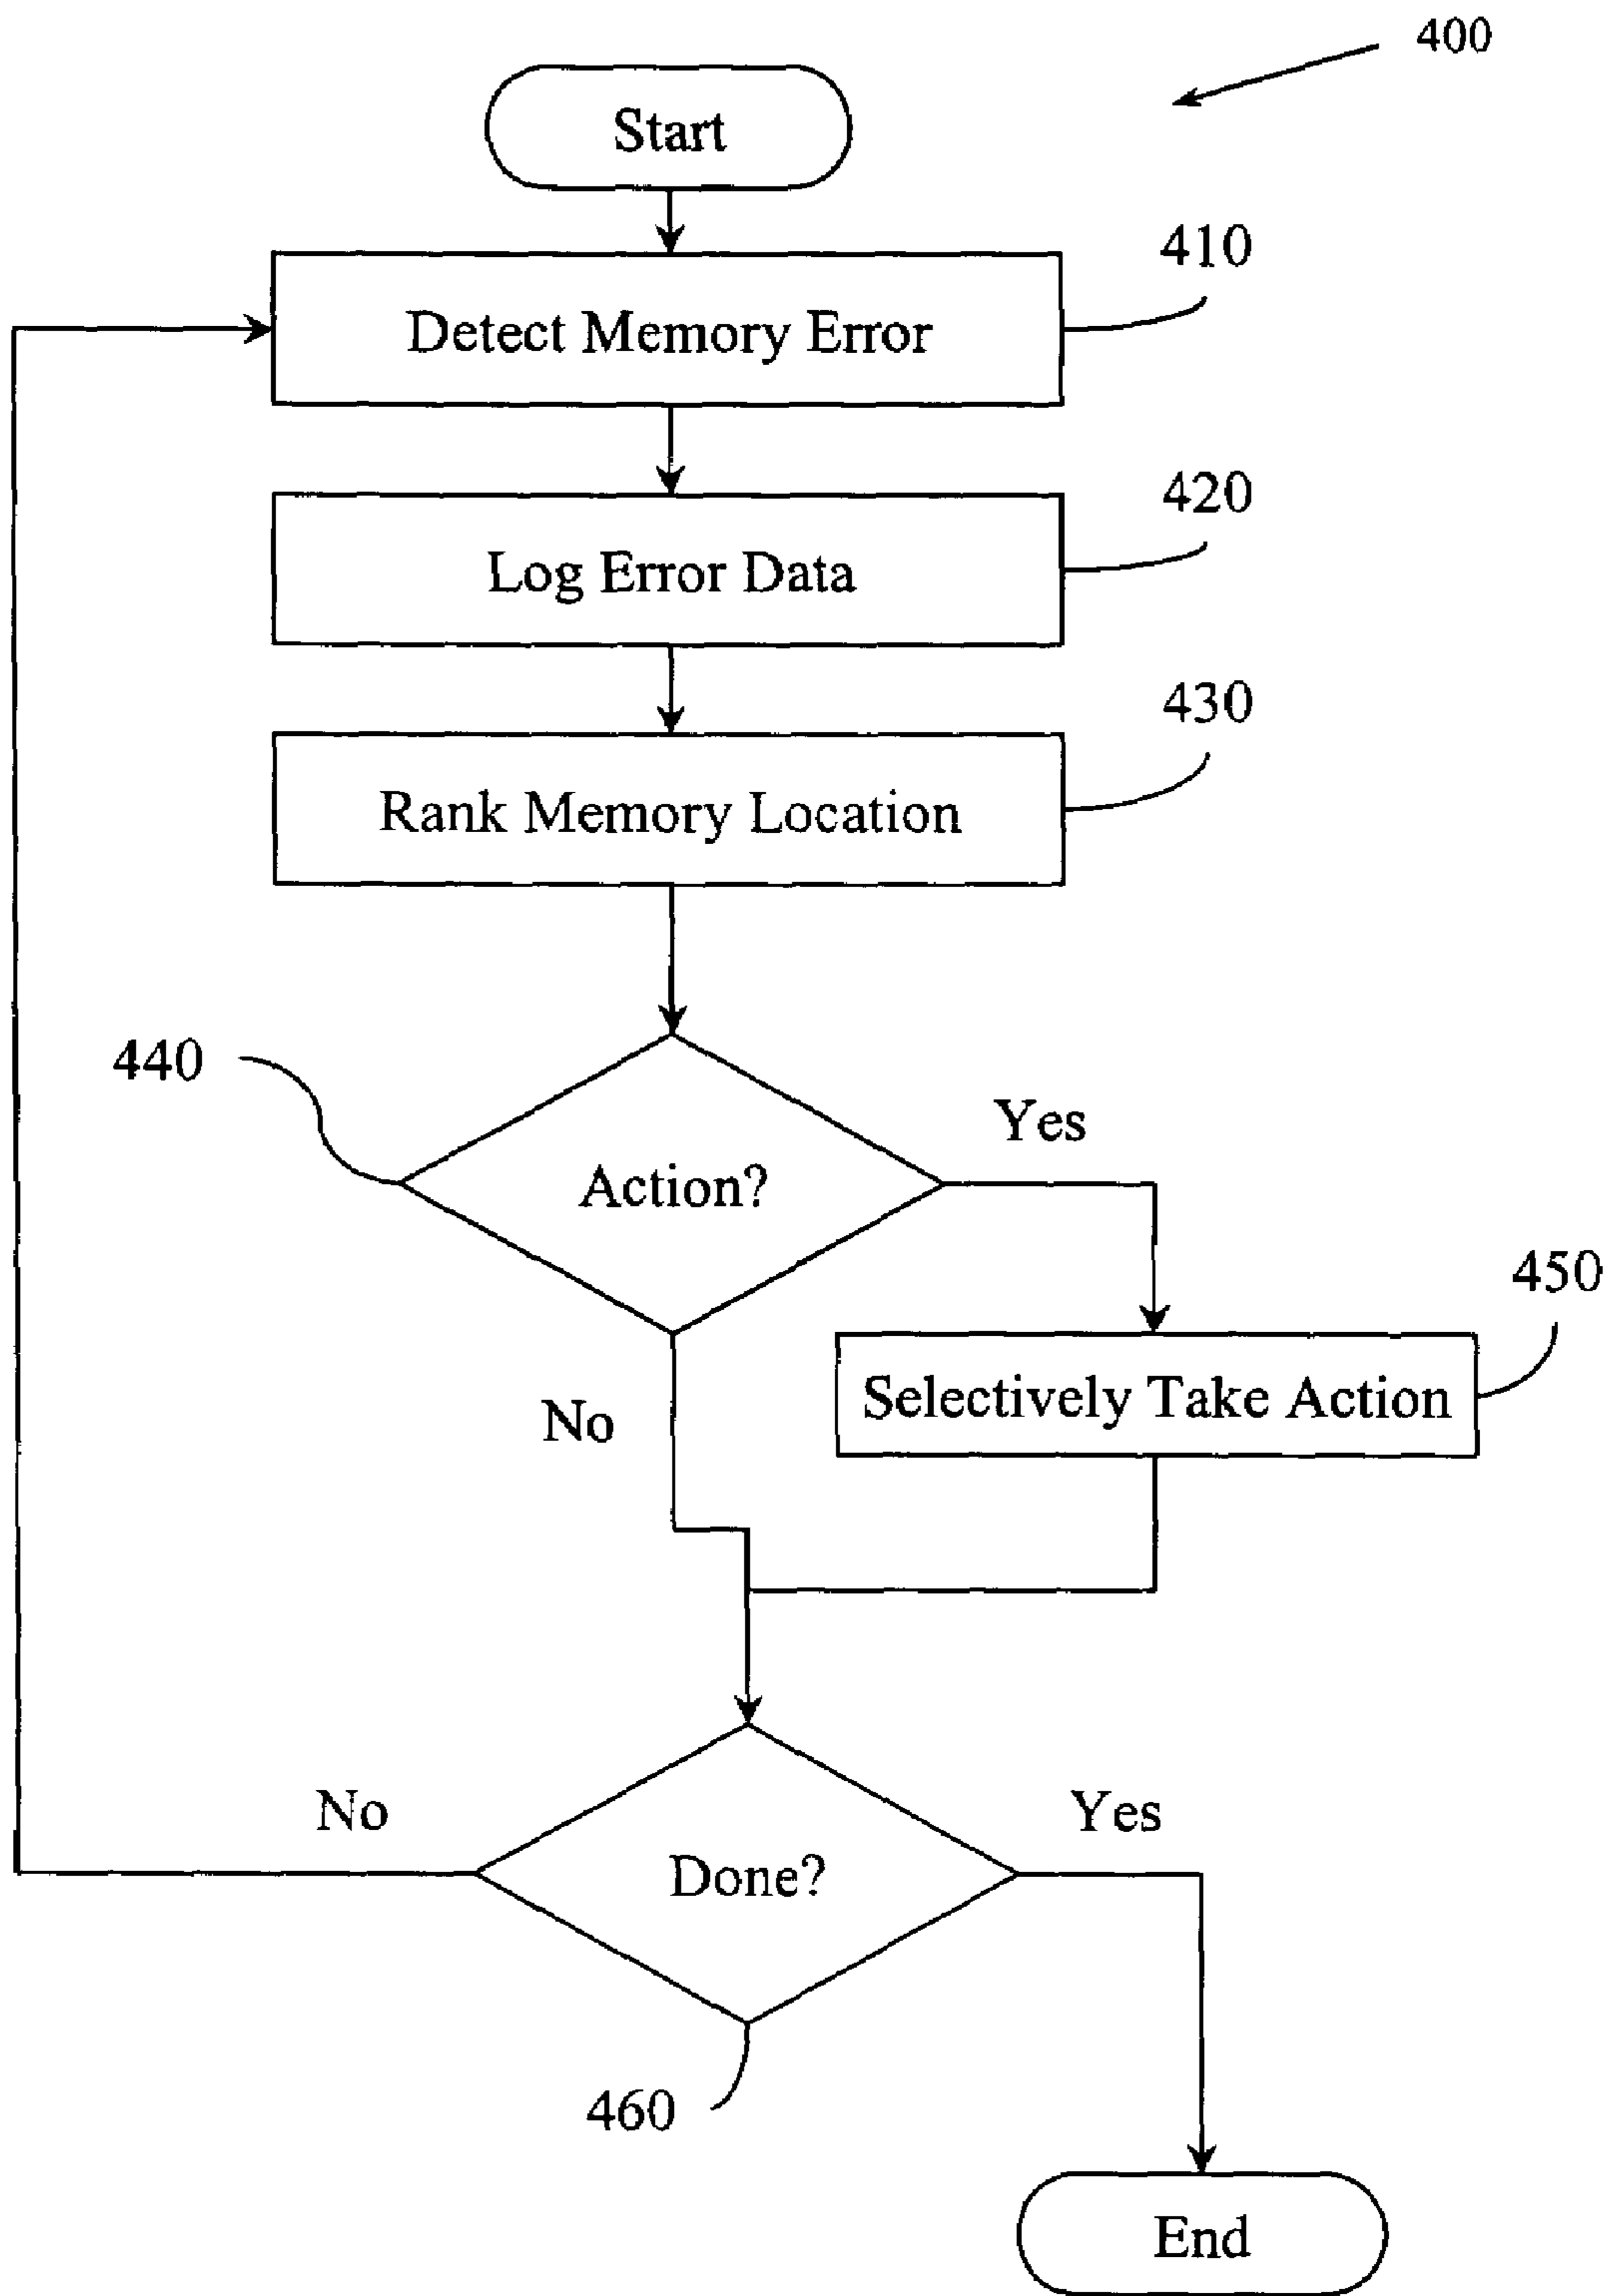 400
Start
410
Detect Memory Error
420
Log Error Data
430
Rank Memory Location
440
Yes
Action?
450
Selectively Take Action
No
No
Yes
Done?
460
End